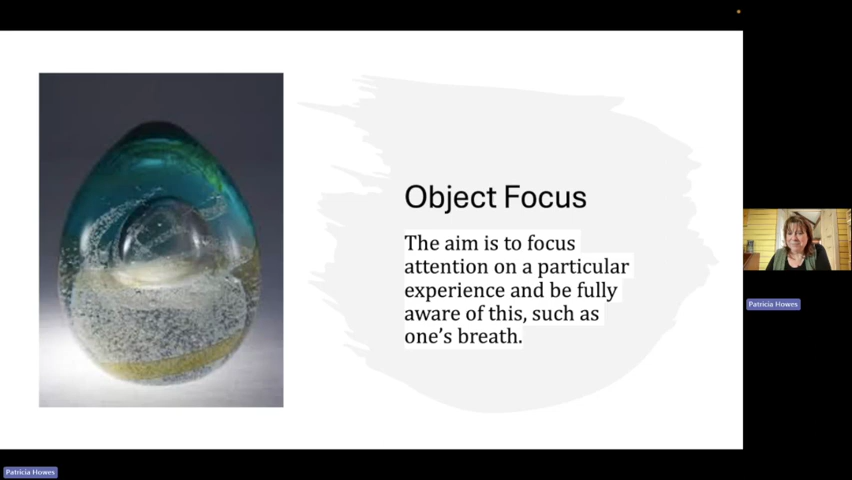 Object Focus
The aim is to focus
attention on a particular
experience and be fully
aware of this, such as
one’s breath.
Patricia Howes
Patricia Howes